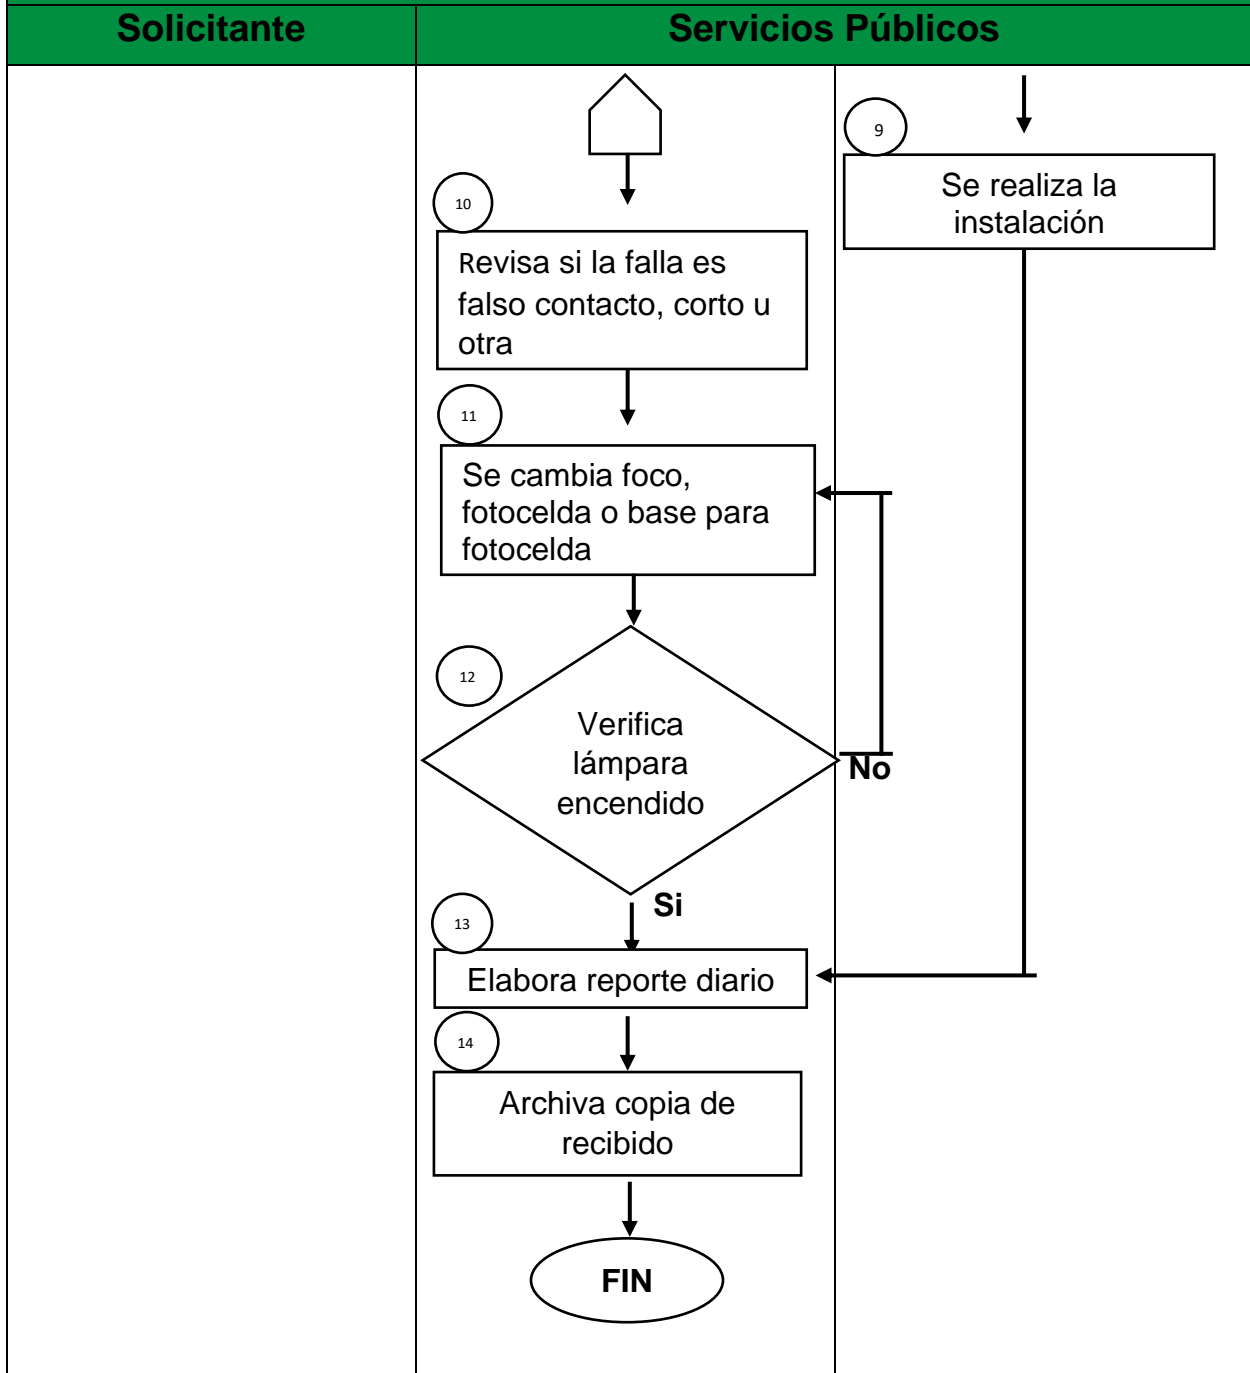 Solicitante
Servicios Públicos
9
Se realiza la
instalación
10
Revisa si la falla es
falso contacto, corto u
otra
11
Se cambia foco,
fotocelda o base para
fotocelda
12
Verifica
lámpara
encendido
No
Si
13
Elabora reporte diario
14
Archiva copia de
recibido
FIN